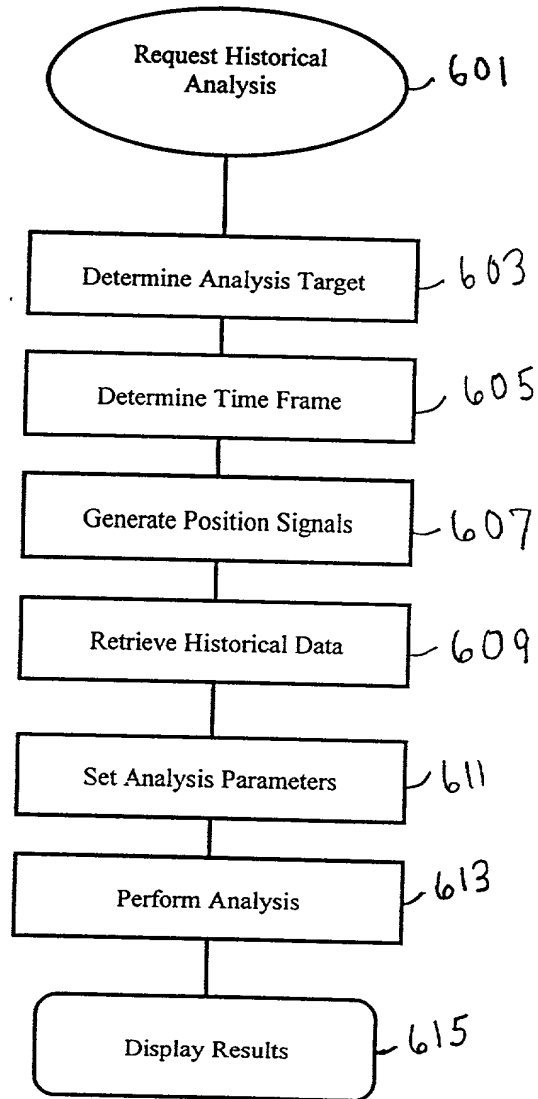 Request Historical
Analysis
601
Determine Analysis Target
603
Determine Time Frame
605
Generate Position Signals
607
Retrieve Historical Data
609
Set Analysis Parameters
611
Perform Analysis
613
Display Results
615